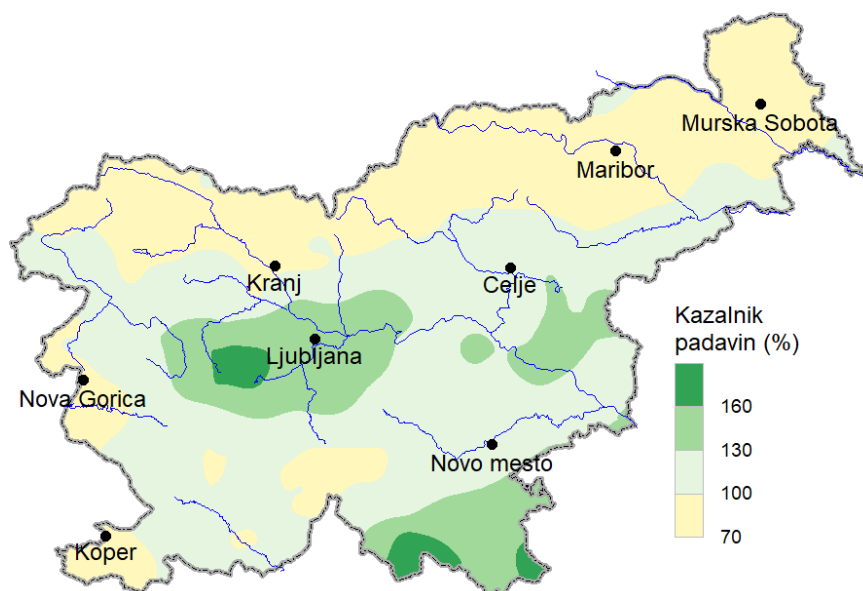 Murska Sobota
Maribor
Kranj
Celje
Ljubljana
Nova Gorica
Novo mesto
Koper
Kazalnik
padavin (%)
160
130
100
70